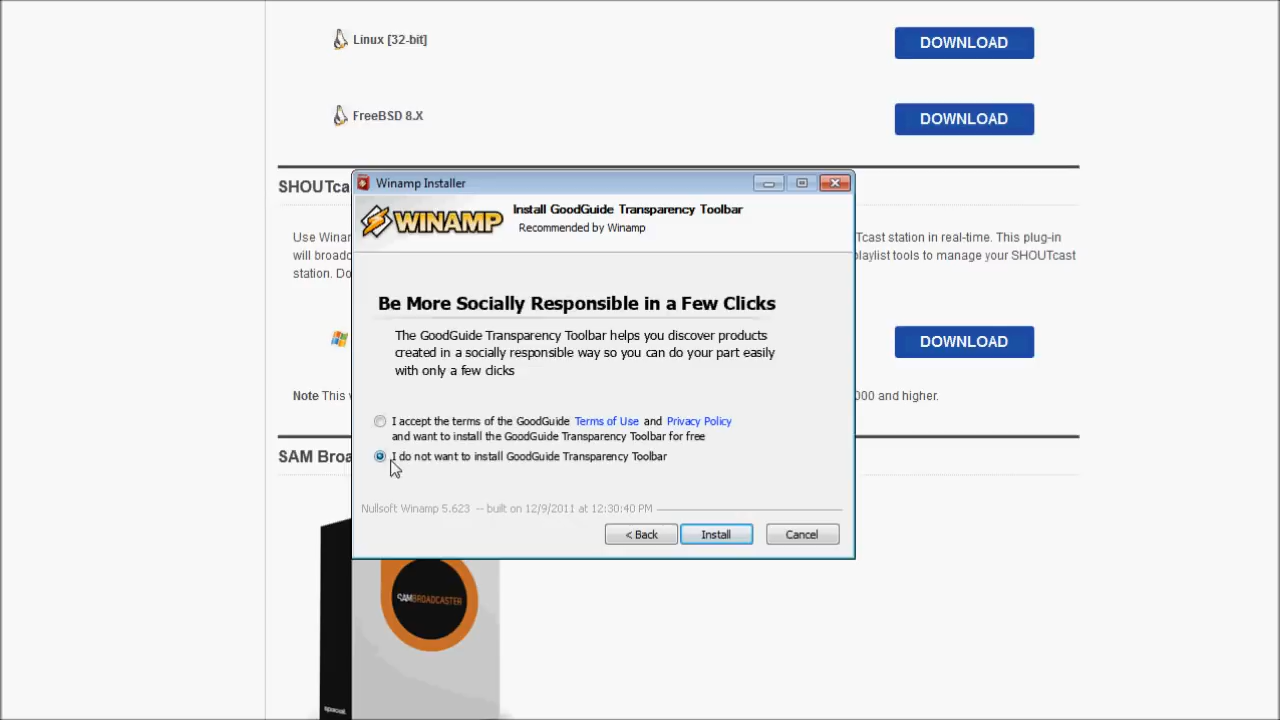 Linux [32-bit]
DOWNLOAD
FreeBSD 8.X
DOWNLOAD
SHOUTca
Use Winar
Tcast station in real-time. This plug-in
will broadc
playlist tools to manage your SHOUTcast
station. Do
DOWNLOAD
Note This v
000 and higher.
SAM Broa
Winamp Installer
WINAMP
Install GoodGuide Transparency Toolbar
Recommended by Winamp
Be More Socially Responsible in a Few Clicks
The GoodGuide Transparency Toolbar helps you discover products
created in a socially responsible way so you can do your part easily
with only a few clicks
I accept the terms of the GoodGuide Terms of Use and Privacy Policy
and want to install the GoodGuide Transparency Toolbar for free
I do not want to install GoodGuide Transparency Toolbar
Nullsoft Winamp 5.623 -- built on 12/9/2011 at 12:30:40 PM
< Back
Install
Cancel
SAMBROADCASTER
spacial